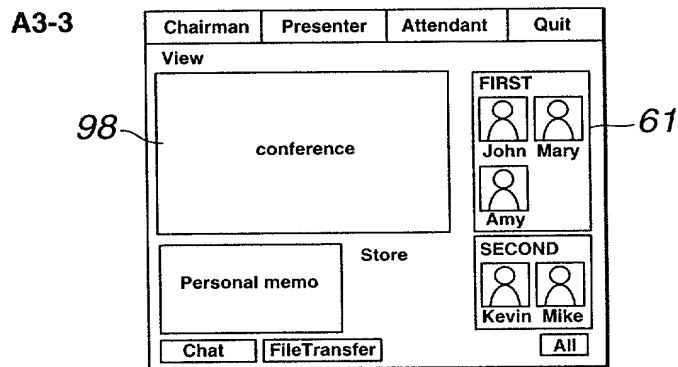 A3-3
Chairman Presenter Attendant Quit
View
98
conference
FIRST
John Mary
Amy
61
Personal memo
Store
SECOND
Kevin Mike
Chat FileTransfer All